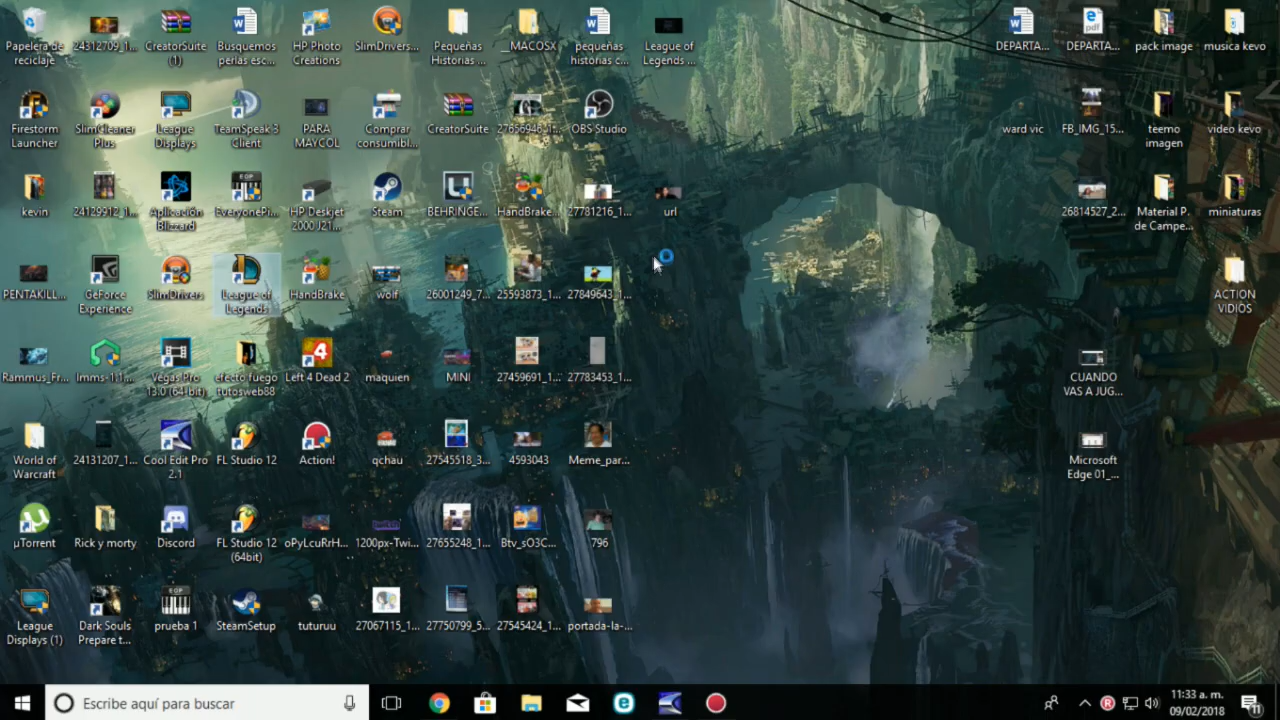 Papelera de
reciclaje
24312709_1...
CreatorSuite
(1)
Busquemos
perlas esc...
HP Photo
Creations
SlimDrivers...
Pequeñas
Historias ...
__MACOSX
pequeñas
historias c...
League of
Legends ...
DEPARTA...
DEPARTA...
pack image
musica kevo
Firestorm
Launcher
SlimCleaner
Plus
League
Displays
TeamSpeak 3
Client
PARA
MAYCOL
Comprar
consumibl...
CreatorSuite
27656946_1...
OBS Studio
ward vic
FB_IMG_15...
teemo
imagen
video kevo
kevin
24129912_1...
Aplicación
Blizzard
EveryonePi...
HP Deskjet
2000 J21...
Steam
BEHRINGE...
HandBrake...
27781216_1...
url
26814527_2...
Material P.
de Campe...
miniaturas
PENTAKILL...
GeForce
Experience
SlimDrivers
League of
Legends
HandBrake
wolf
26001249_7...
25593873_1...
27849643_1...
ACTION
VIDIOS
Rammus_Fr...
lmms-1.1...
Vegas Pro
13.0 (64-bit)
efecto fuego
tutosweb88
Left 4 Dead 2
maquien
MINI
27459691_1...
27783453_1...
CUANDO
VAS A JUG...
World of
Warcraft
24131207_1...
Cool Edit Pro
2.1
FL Studio 12
Action!
qchau
27545518_3...
4593043
Meme_par...
Microsoft
Edge 01_...
µTorrent
Rick y morty
Discord
FL Studio 12
(64bit)
oPyLcuRrH...
1200px-Twi...
27655248_1...
Btv_sO3C...
796
League
Displays (1)
Dark Souls
Prepare t...
prueba 1
SteamSetup
tuturuu
27067115_1...
27750799_5...
27545424_1...
portada-la-...
Escribe aquí para buscar
11:33 a. m.
09/02/2018
11